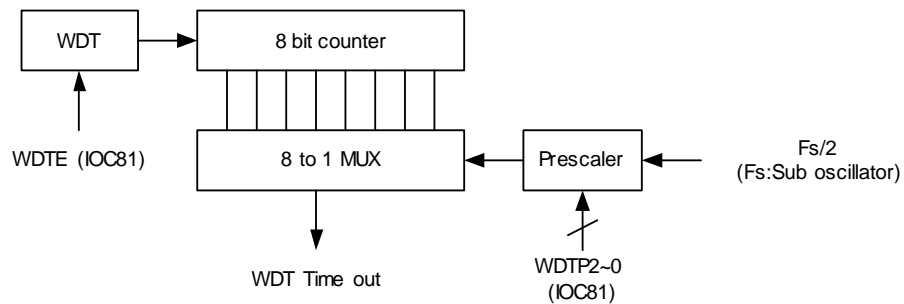 WDT
8 bit counter
WDTE (IOC81)
8 to 1 MUX
Prescaler
Fs/2
(Fs:Sub oscillator)
WDT Time out
WDTP2~0
(IOC81)